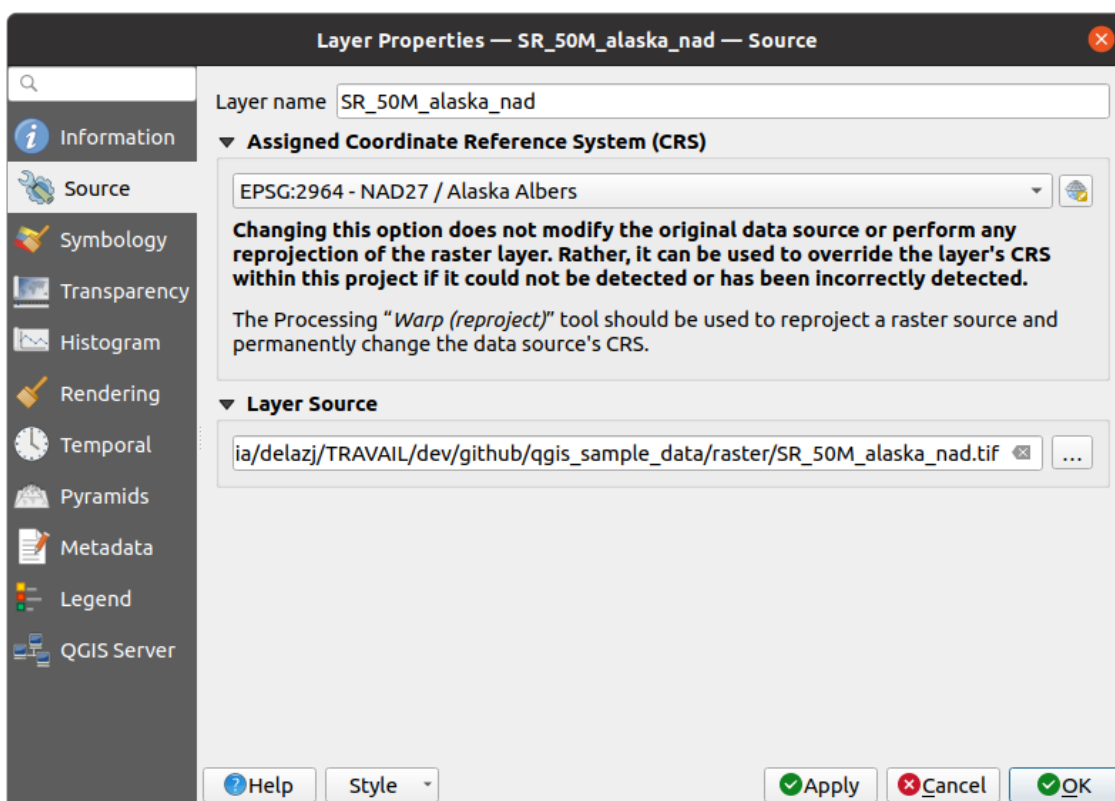 Layer Properties — SR_50M_alaska_nad — Source
Layer name SR_50M_alaska_nad
Information
Source
Symbology
Transparency
Histogram
Rendering
Temporal
Pyramids
Metadata
Legend
QGIS Server
Assigned Coordinate Reference System (CRS)
EPSG:2964 - NAD27 / Alaska Albers
Changing this option does not modify the original data source or perform any
reprojection of the raster layer. Rather, it can be used to override the layer's CRS
within this project if it could not be detected or has been incorrectly detected.
The Processing “Warp (reproject)” tool should be used to reproject a raster source and
permanently change the data source's CRS.
Layer Source
ia/delazj/TRAVAIL/dev/github/qgis_sample_data/raster/SR_50M_alaska_nad.tif
...
Help
Style
Apply
Cancel
OK